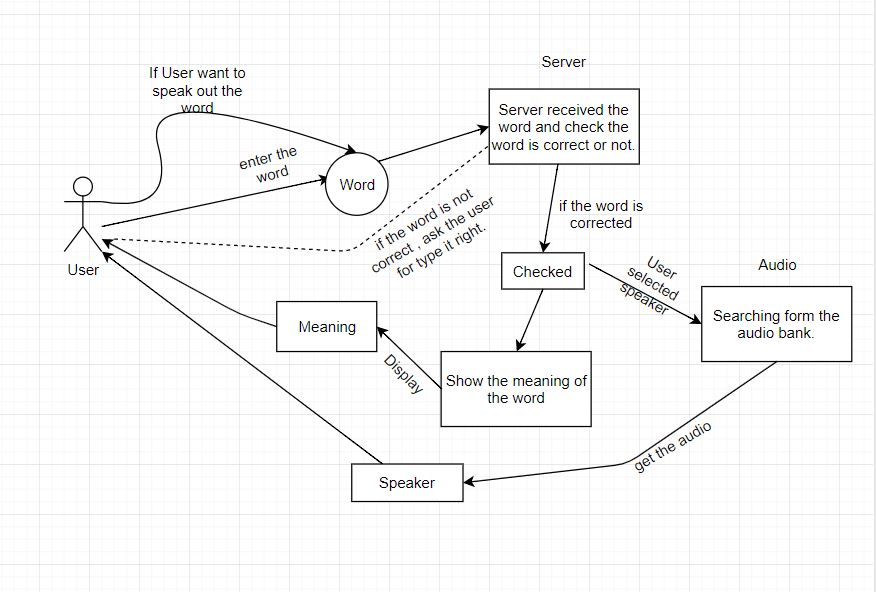 Server
If User want to
speak out the
word
Server received the
word and check the
word is correct or not.
enter the
word
Word
if the word is not
correct , ask the user
for type it right.
if the word is
corrected
User
Checked
User
selected
speaker
Audio
Searching form the
audio bank.
Meaning
Display
Show the meaning of
the word
get the audio
Speaker